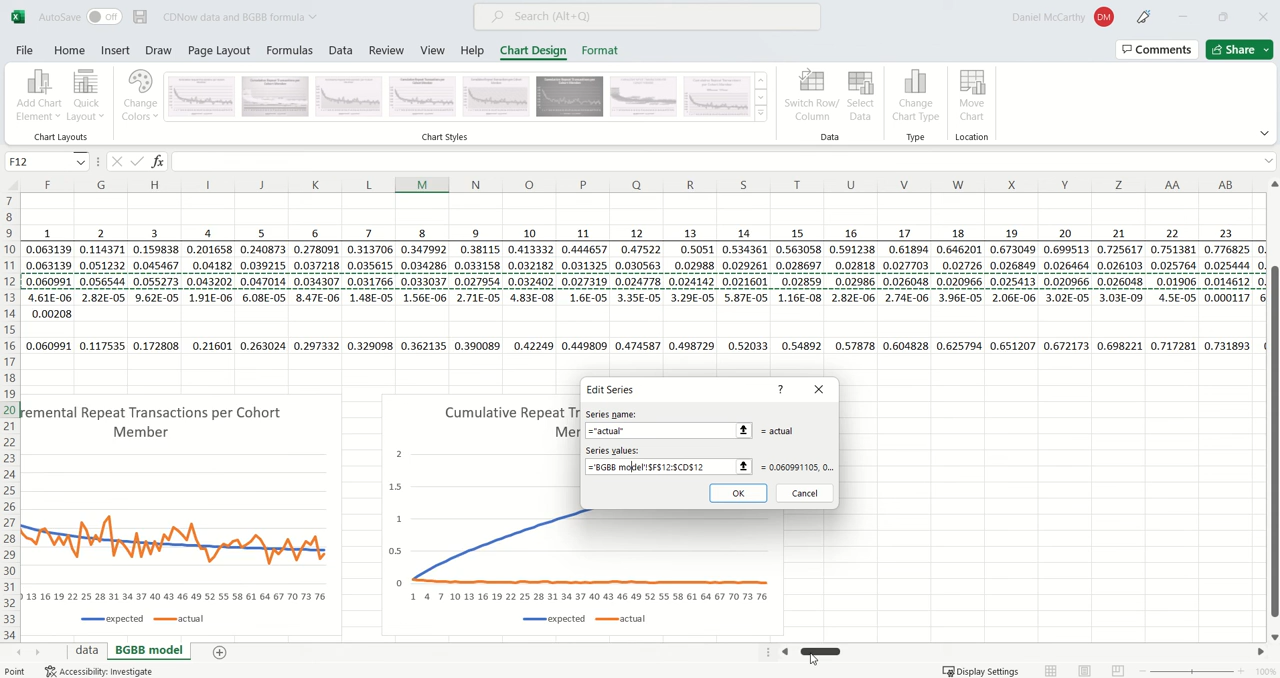 AutoSave Off CDNow data and BGBB formula Search (Alt+Q) Daniel McCarthy DM
File Home Insert Draw Page Layout Formulas Data Review View Help Chart Design Format Comments Share
Add Chart Element Quick Layout Change Colors Switch Row/ Column Select Data Change Chart Type Move Chart
Chart Layouts Chart Styles Data Type Location
F12 fx
F G H I J K L M N O P Q R S T U V W X Y Z AA AB
7
8
9 1 2 3 4 5 6 7 8 9 10 11 12 13 14 15 16 17 18 19 20 21 22 23
10 0.063139 0.114371 0.159838 0.201658 0.240873 0.278091 0.313706 0.347992 0.38115 0.413332 0.444657 0.47522 0.5051 0.534361 0.563058 0.591238 0.61894 0.646201 0.673049 0.699513 0.725617 0.751381 0.776825 0.
11 0.063139 0.051232 0.045467 0.04182 0.039215 0.037218 0.035615 0.034286 0.033158 0.032182 0.031325 0.030563 0.02988 0.029261 0.028697 0.02818 0.027703 0.02726 0.026849 0.026464 0.026103 0.025764 0.025444 0.
12 0.060991 0.056544 0.055273 0.043202 0.047014 0.034307 0.031766 0.033037 0.027954 0.032402 0.027319 0.024778 0.024142 0.021601 0.02859 0.02986 0.026048 0.020966 0.025413 0.020966 0.026048 0.01906 0.014612 0.
13 4.61E-06 2.82E-05 9.62E-05 1.91E-06 6.08E-05 8.47E-06 1.48E-05 1.56E-06 2.71E-05 4.83E-08 1.6E-05 3.35E-05 3.29E-05 5.87E-05 1.16E-08 2.82E-06 2.74E-06 3.96E-05 2.06E-06 3.02E-05 3.03E-09 4.5E-05 0.000117 6
14 0.00208
15
16 0.060991 0.117535 0.172808 0.21601 0.263024 0.297332 0.329098 0.362135 0.390089 0.42249 0.449809 0.474587 0.498729 0.52033 0.54892 0.57878 0.604828 0.625794 0.651207 0.672173 0.698221 0.717281 0.731893
17
18
19
20
21
22
23
24
25
26
27
28
29
30
31
32
33
34
remental Repeat Transactions per Cohort
Member
13 16 19 22 25 28 31 34 37 40 43 46 49 52 55 58 61 64 67 70 73 76
expected actual
Cumulative Repeat Tr
Mem
2
1.5
1
0.5
0
1 4 7 10 13 16 19 22 25 28 31 34 37 40 43 46 49 52 55 58 61 64 67 70 73 76
expected actual
Edit Series ?
Series name:
="actual" = actual
Series values:
='BGBB model'!$F$12:$CD$12 = 0.060991105, 0...
OK Cancel
data BGBB model
Point Accessibility: Investigate Display Settings 100%